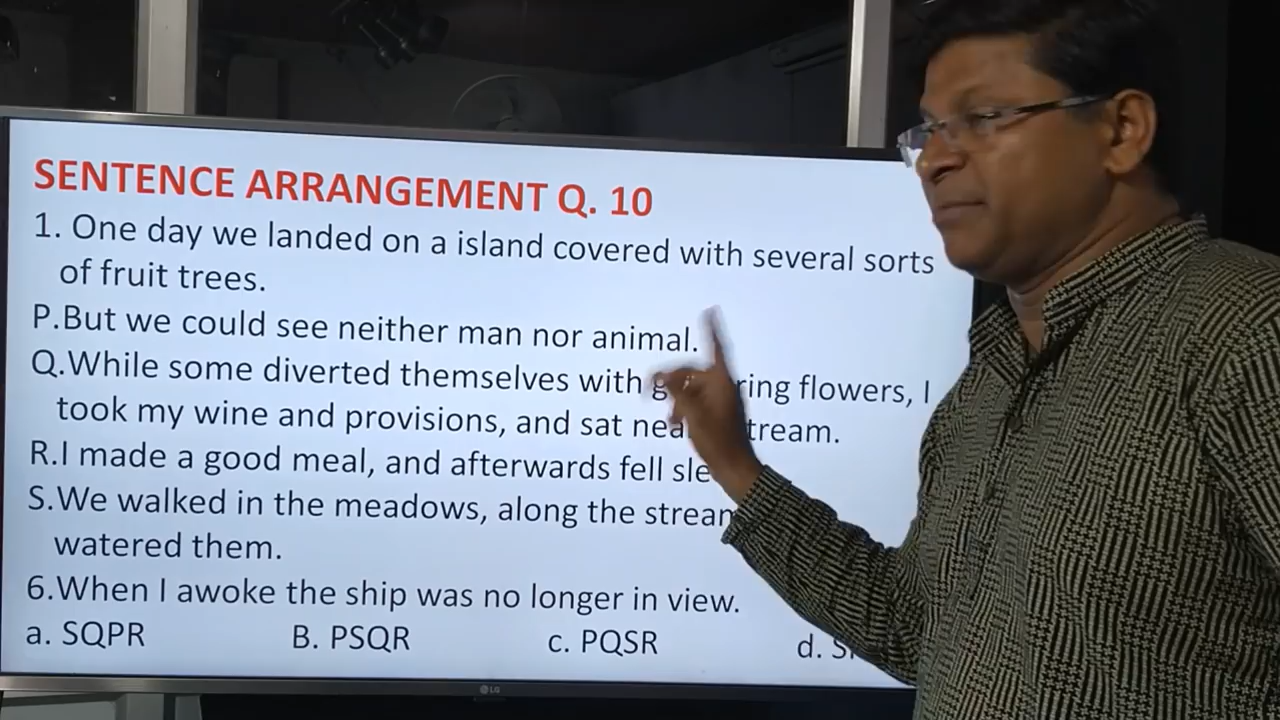 SENTENCE ARRANGEMENT Q. 10
1. One day we landed on a island covered with several sorts
of fruit trees.
P.But we could see neither man nor animal.
Q.While some diverted themselves with flowers, I
took my wine and provisions, and sat
R.I made a good meal, and afterwards fell
S.We walked in the meadows, along the
watered them.
6.When I awoke the ship was no longer in view.
a. SQPR B. PSQR c. PQSR d.
LG